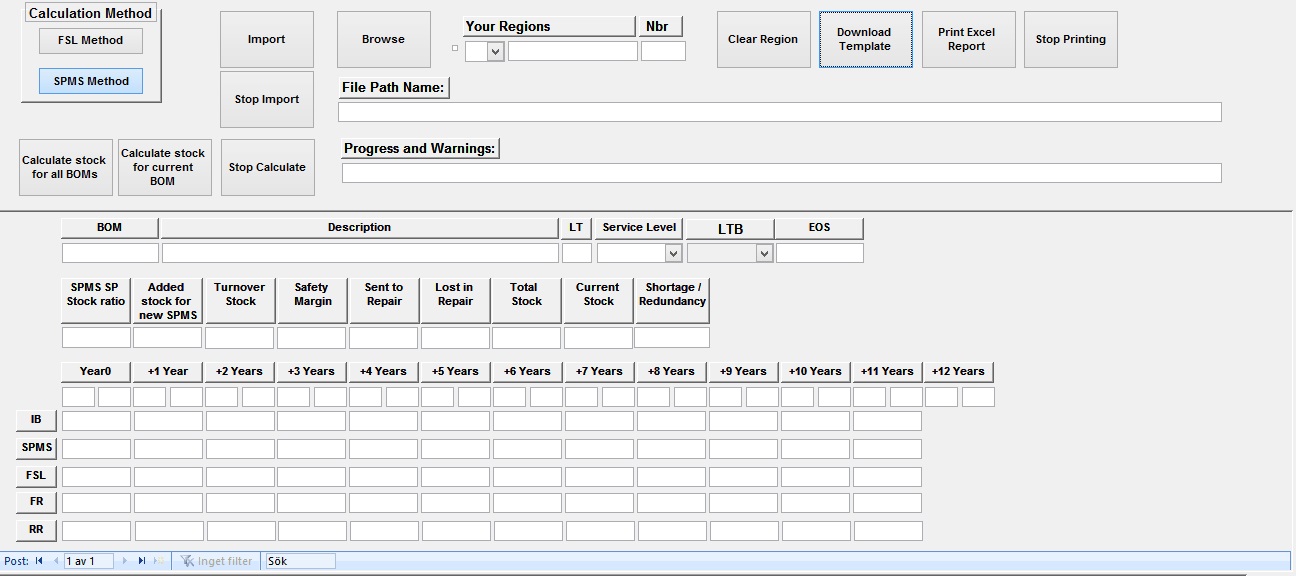 Calculation Method
FSL Method
SPMS Method
Import
Browse
Your Regions Nbr
Clear Region
Download
Template
Print Excel
Report
Stop Printing
Stop Import
File Path Name:
Calculate stock
for all BOMs
Calculate stock
for current
BOM
Stop Calculate
Progress and Warnings:
BOM Description LT Service Level LTB EOS
SPMS SP
Stock ratio
Added
stock for
new SPMS
Turnover
Stock
Safety
Margin
Sent to
Repair
Lost in
Repair
Total
Stock
Current
Stock
Shortage /
Redundancy
Year0 +1 Year +2 Years +3 Years +4 Years +5 Years +6 Years +7 Years +8 Years +9 Years +10 Years +11 Years +12 Years
IB
SPMS
FSL
FR
RR
Post: 1 av 1 Inget filter Sök